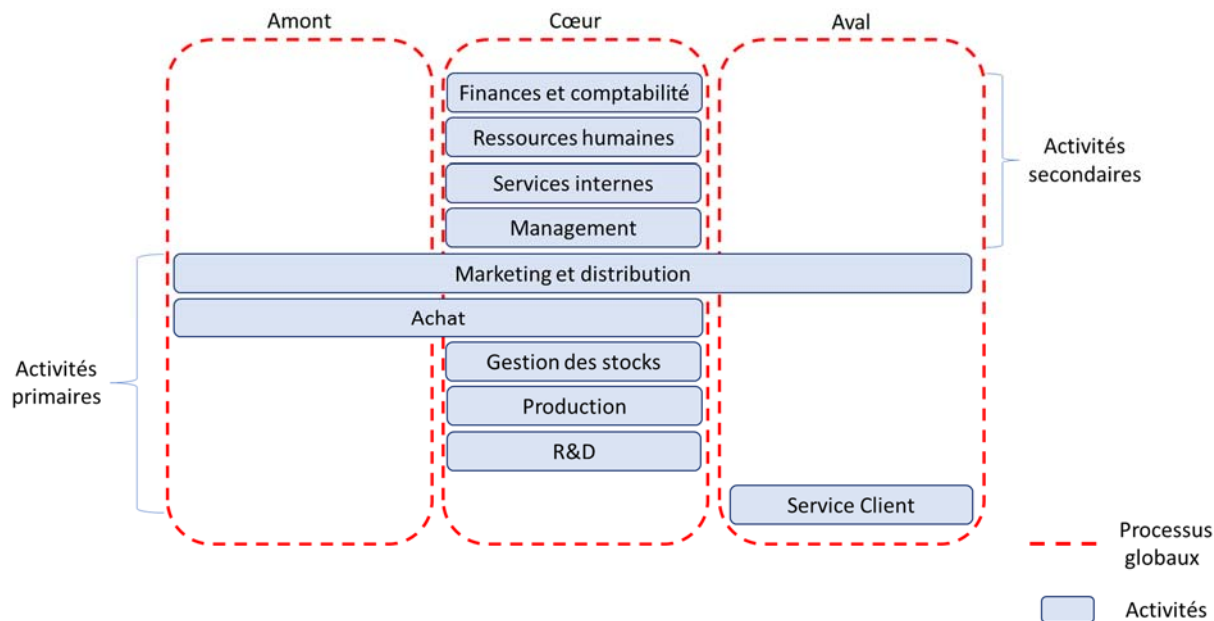 Amont
Cœur
Aval
Finances et comptabilité
Ressources humaines
Services internes
Management
Activités
secondaires
Marketing et distribution
Achat
Gestion des stocks
Activités
primaires
Production
R&D
Service Client
Processus
globaux
Activités